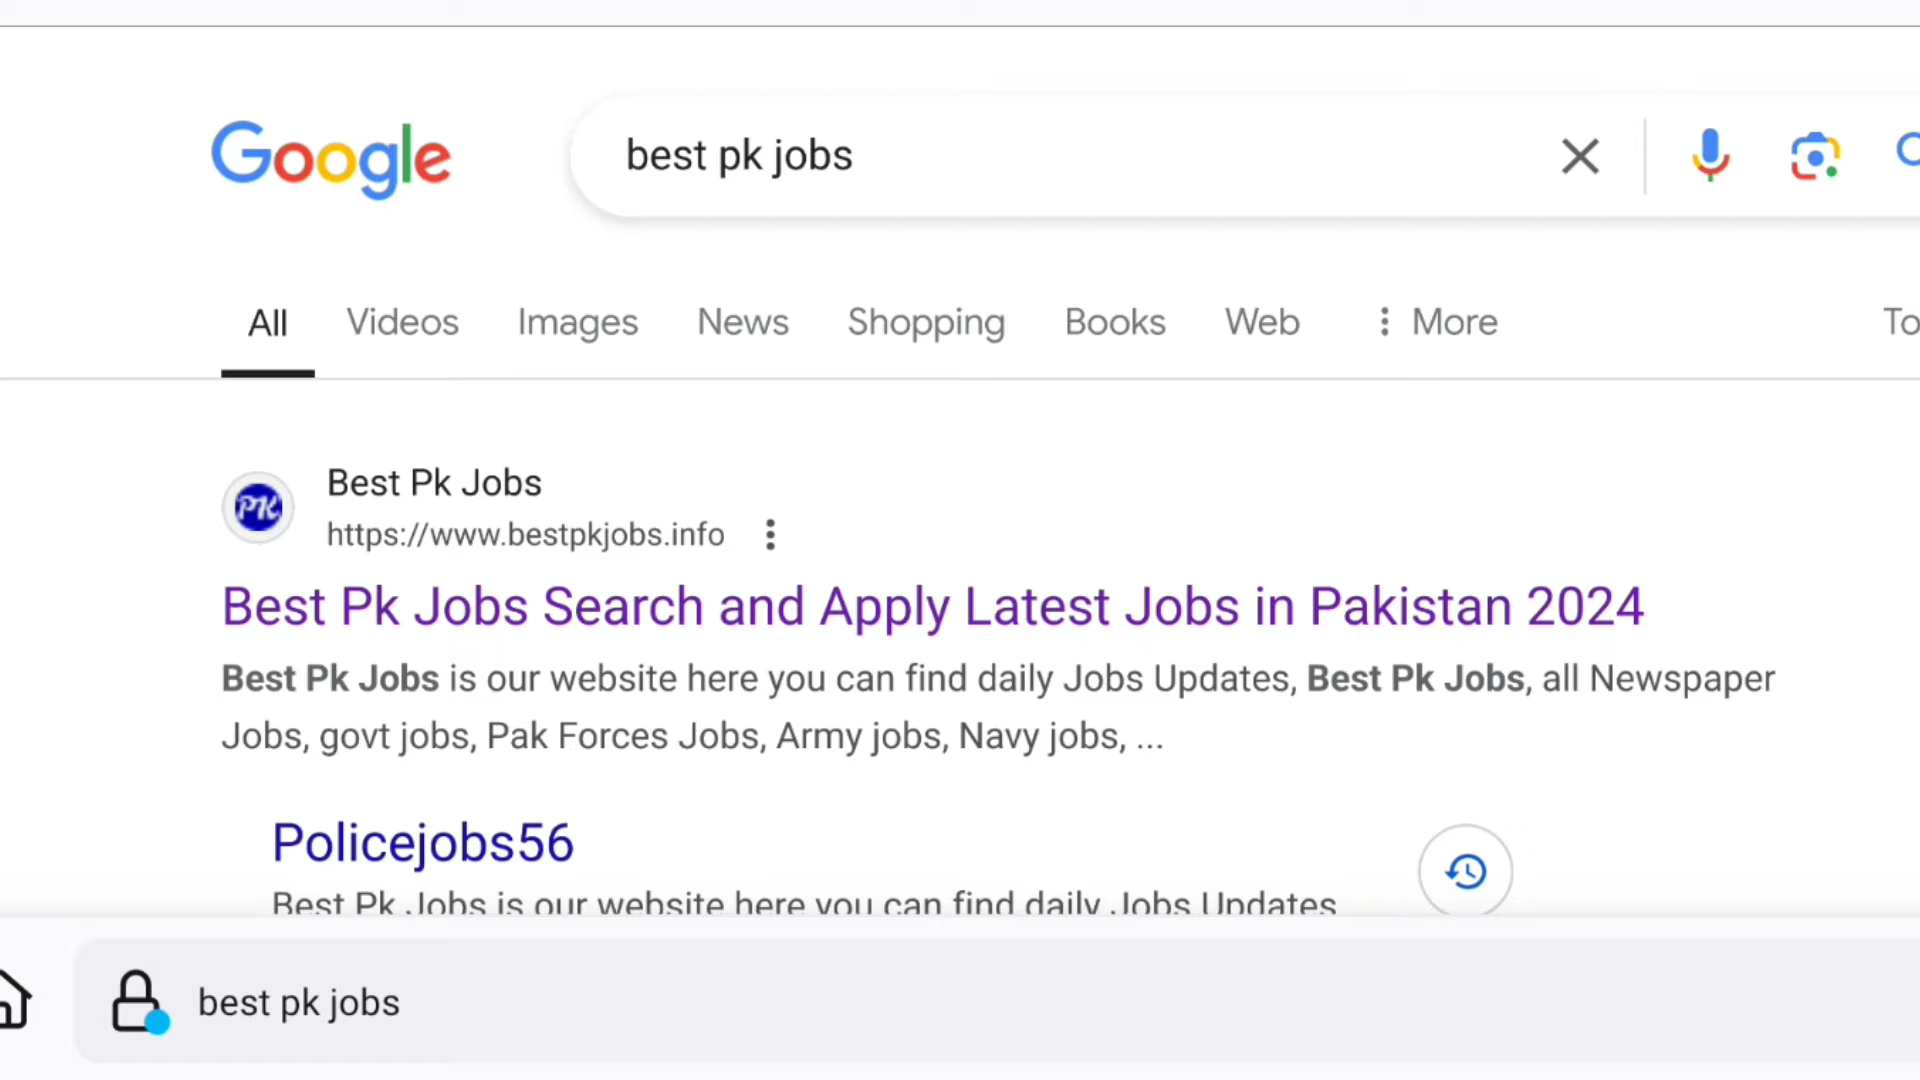 Google
best pk jobs
All Videos Images News Shopping Books Web More To
PK
Best Pk Jobs
https://www.bestpkjobs.info
Best Pk Jobs Search and Apply Latest Jobs in Pakistan 2024
Best Pk Jobs is our website here you can find daily Jobs Updates, Best Pk Jobs, all Newspaper
Jobs, govt jobs, Pak Forces Jobs, Army jobs, Navy jobs, ...
Policejobs56
Best Pk Jobs is our website here you can find daily Jobs Updates
best pk jobs